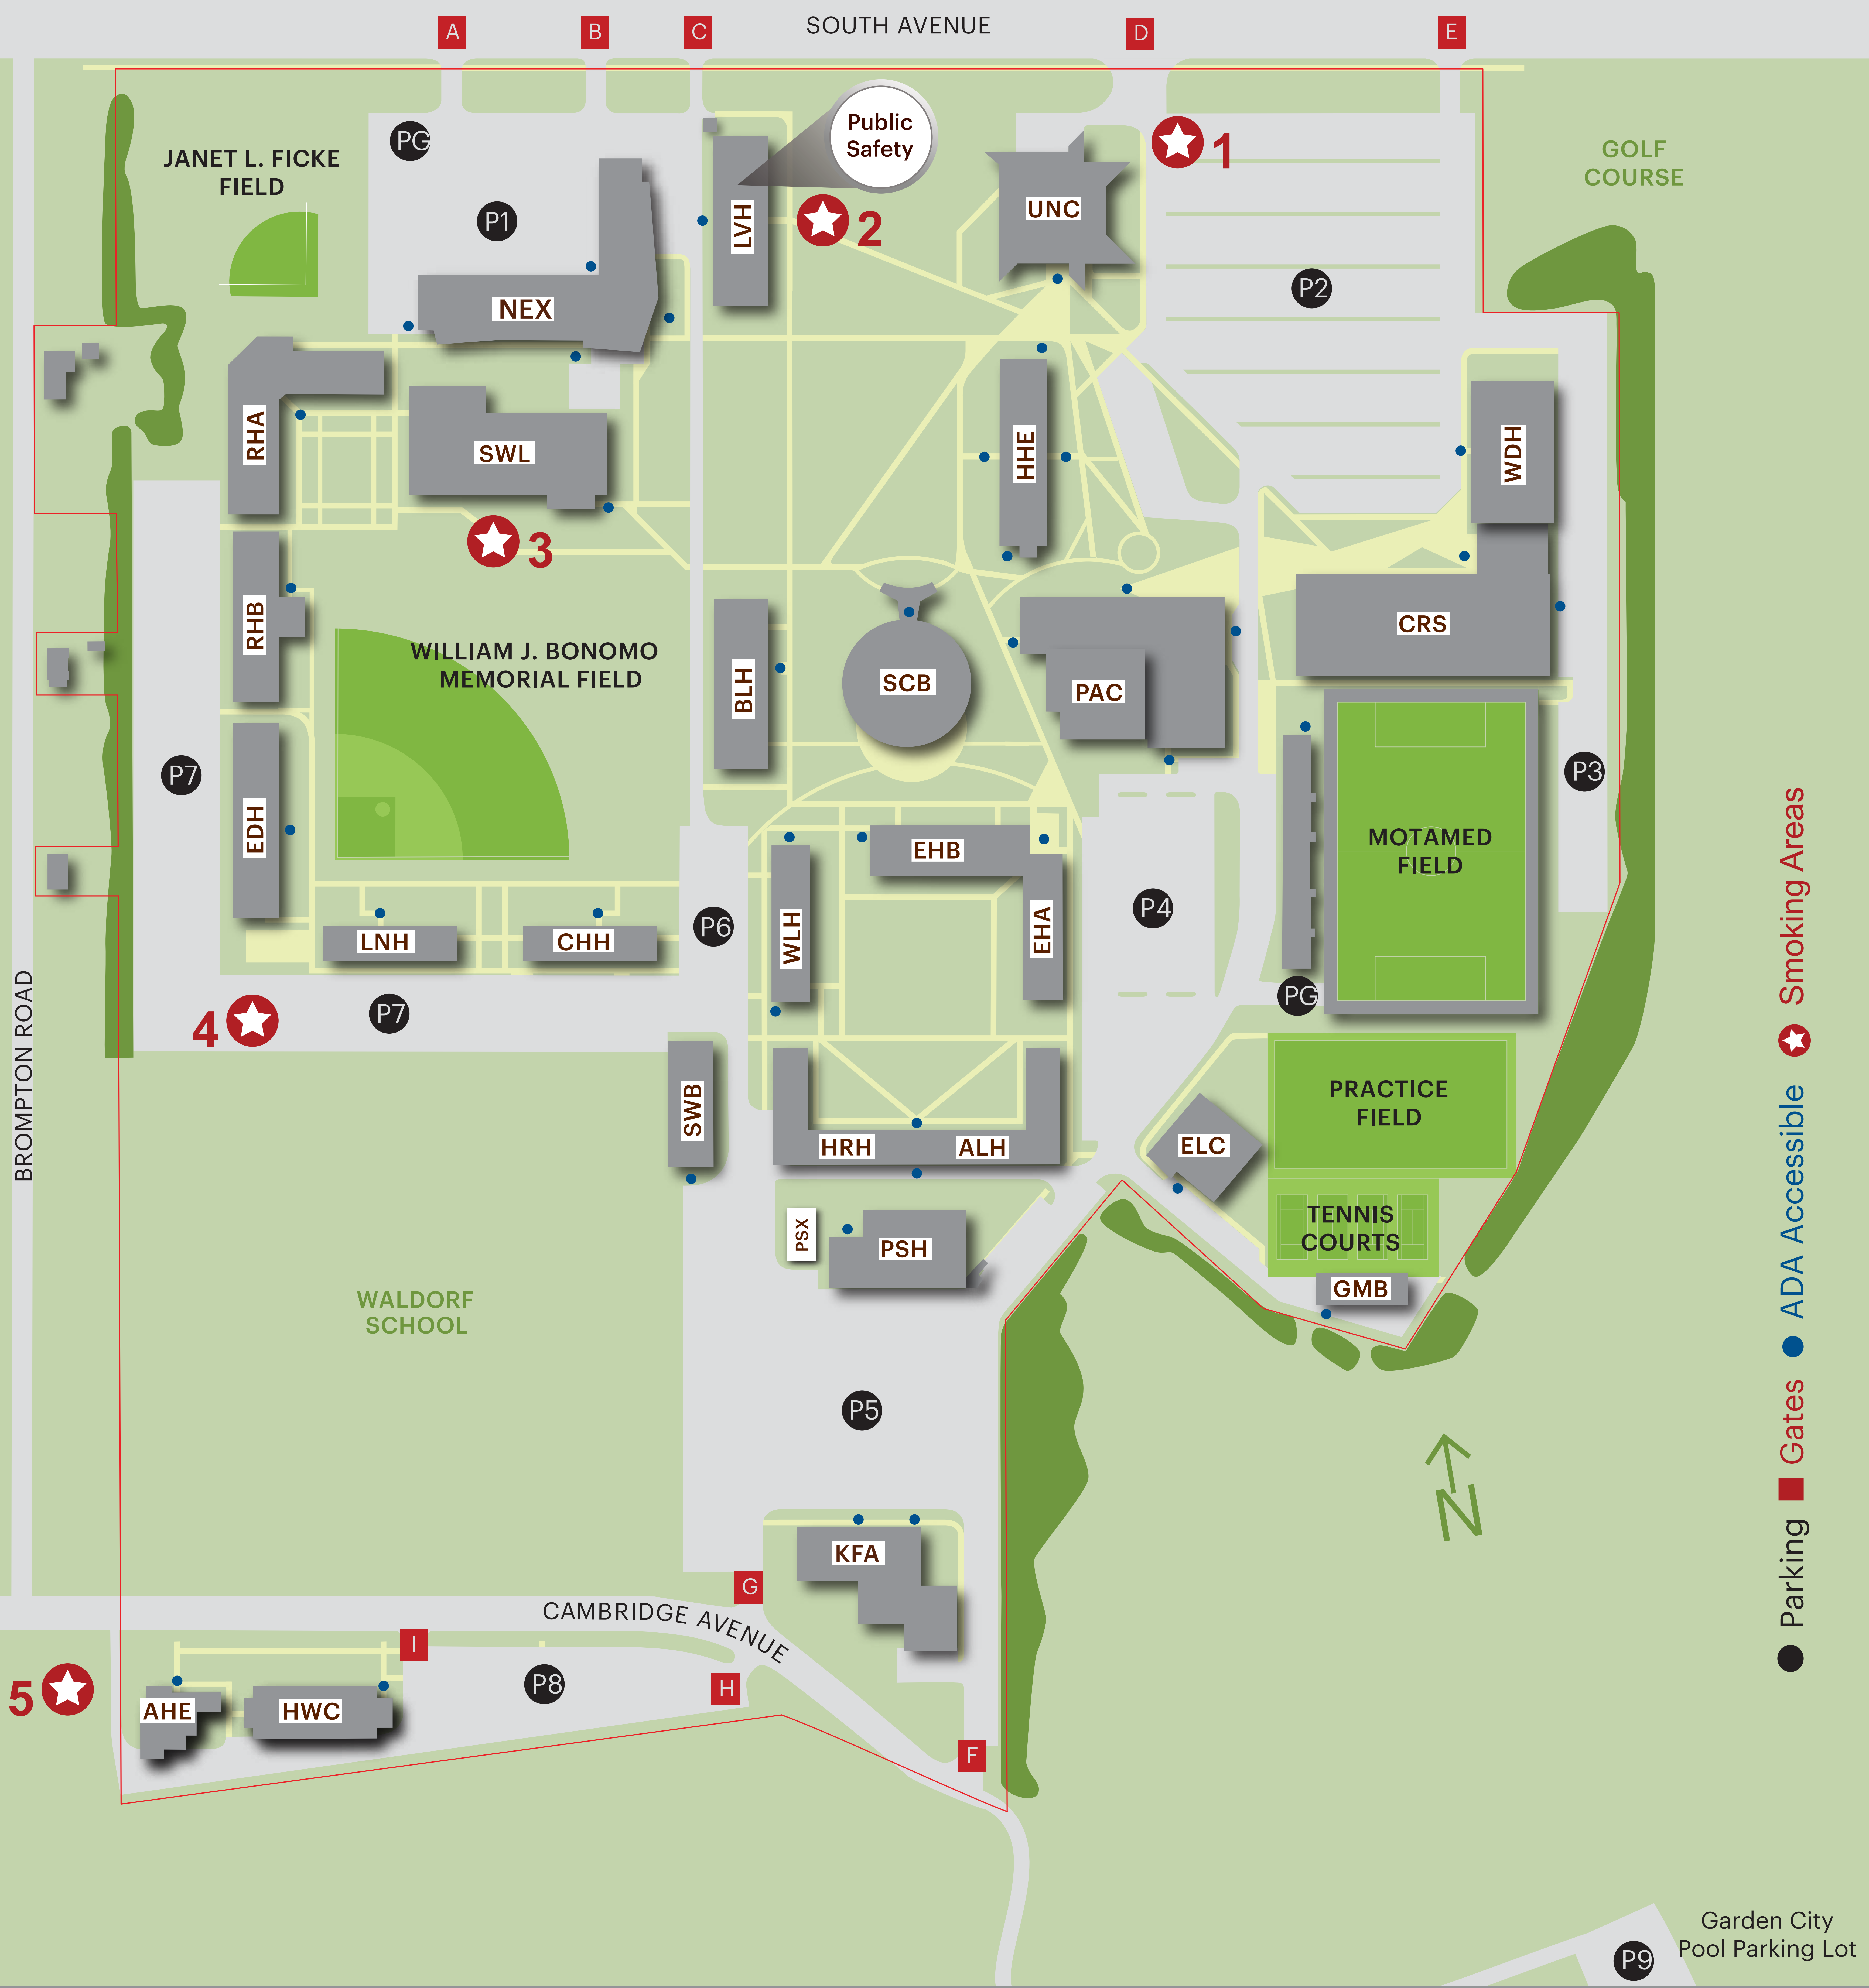 SOUTH AVENUE
A
B
C
D
E
Public
Safety
PG
1
JANET L. FICKE
FIELD
GOLF
COURSE
P1
LVH
2
UNC
P2
NEX
RHA
SWL
HHE
WDH
3
RHB
WILLIAM J. BONOMO
MEMORIAL FIELD
BLH
SCB
PAC
CRS
P7
EDH
P3
MOTAMED
FIELD
EHB
LNH
CHH
P6
WLH
EHA
P4
PG
4
P7
BROMPTON ROAD
SWB
HRH
ALH
ELC
PRACTICE
FIELD
PSX
PSH
TENNIS
COURTS
GMB
WALDORF
SCHOOL
P5
N
KFA
G
CAMBRIDGE AVENUE
I
H
P8
5
AHE
HWC
F
Parking
Gates
ADA Accessible
Smoking Areas
Garden City
Pool Parking Lot
P9